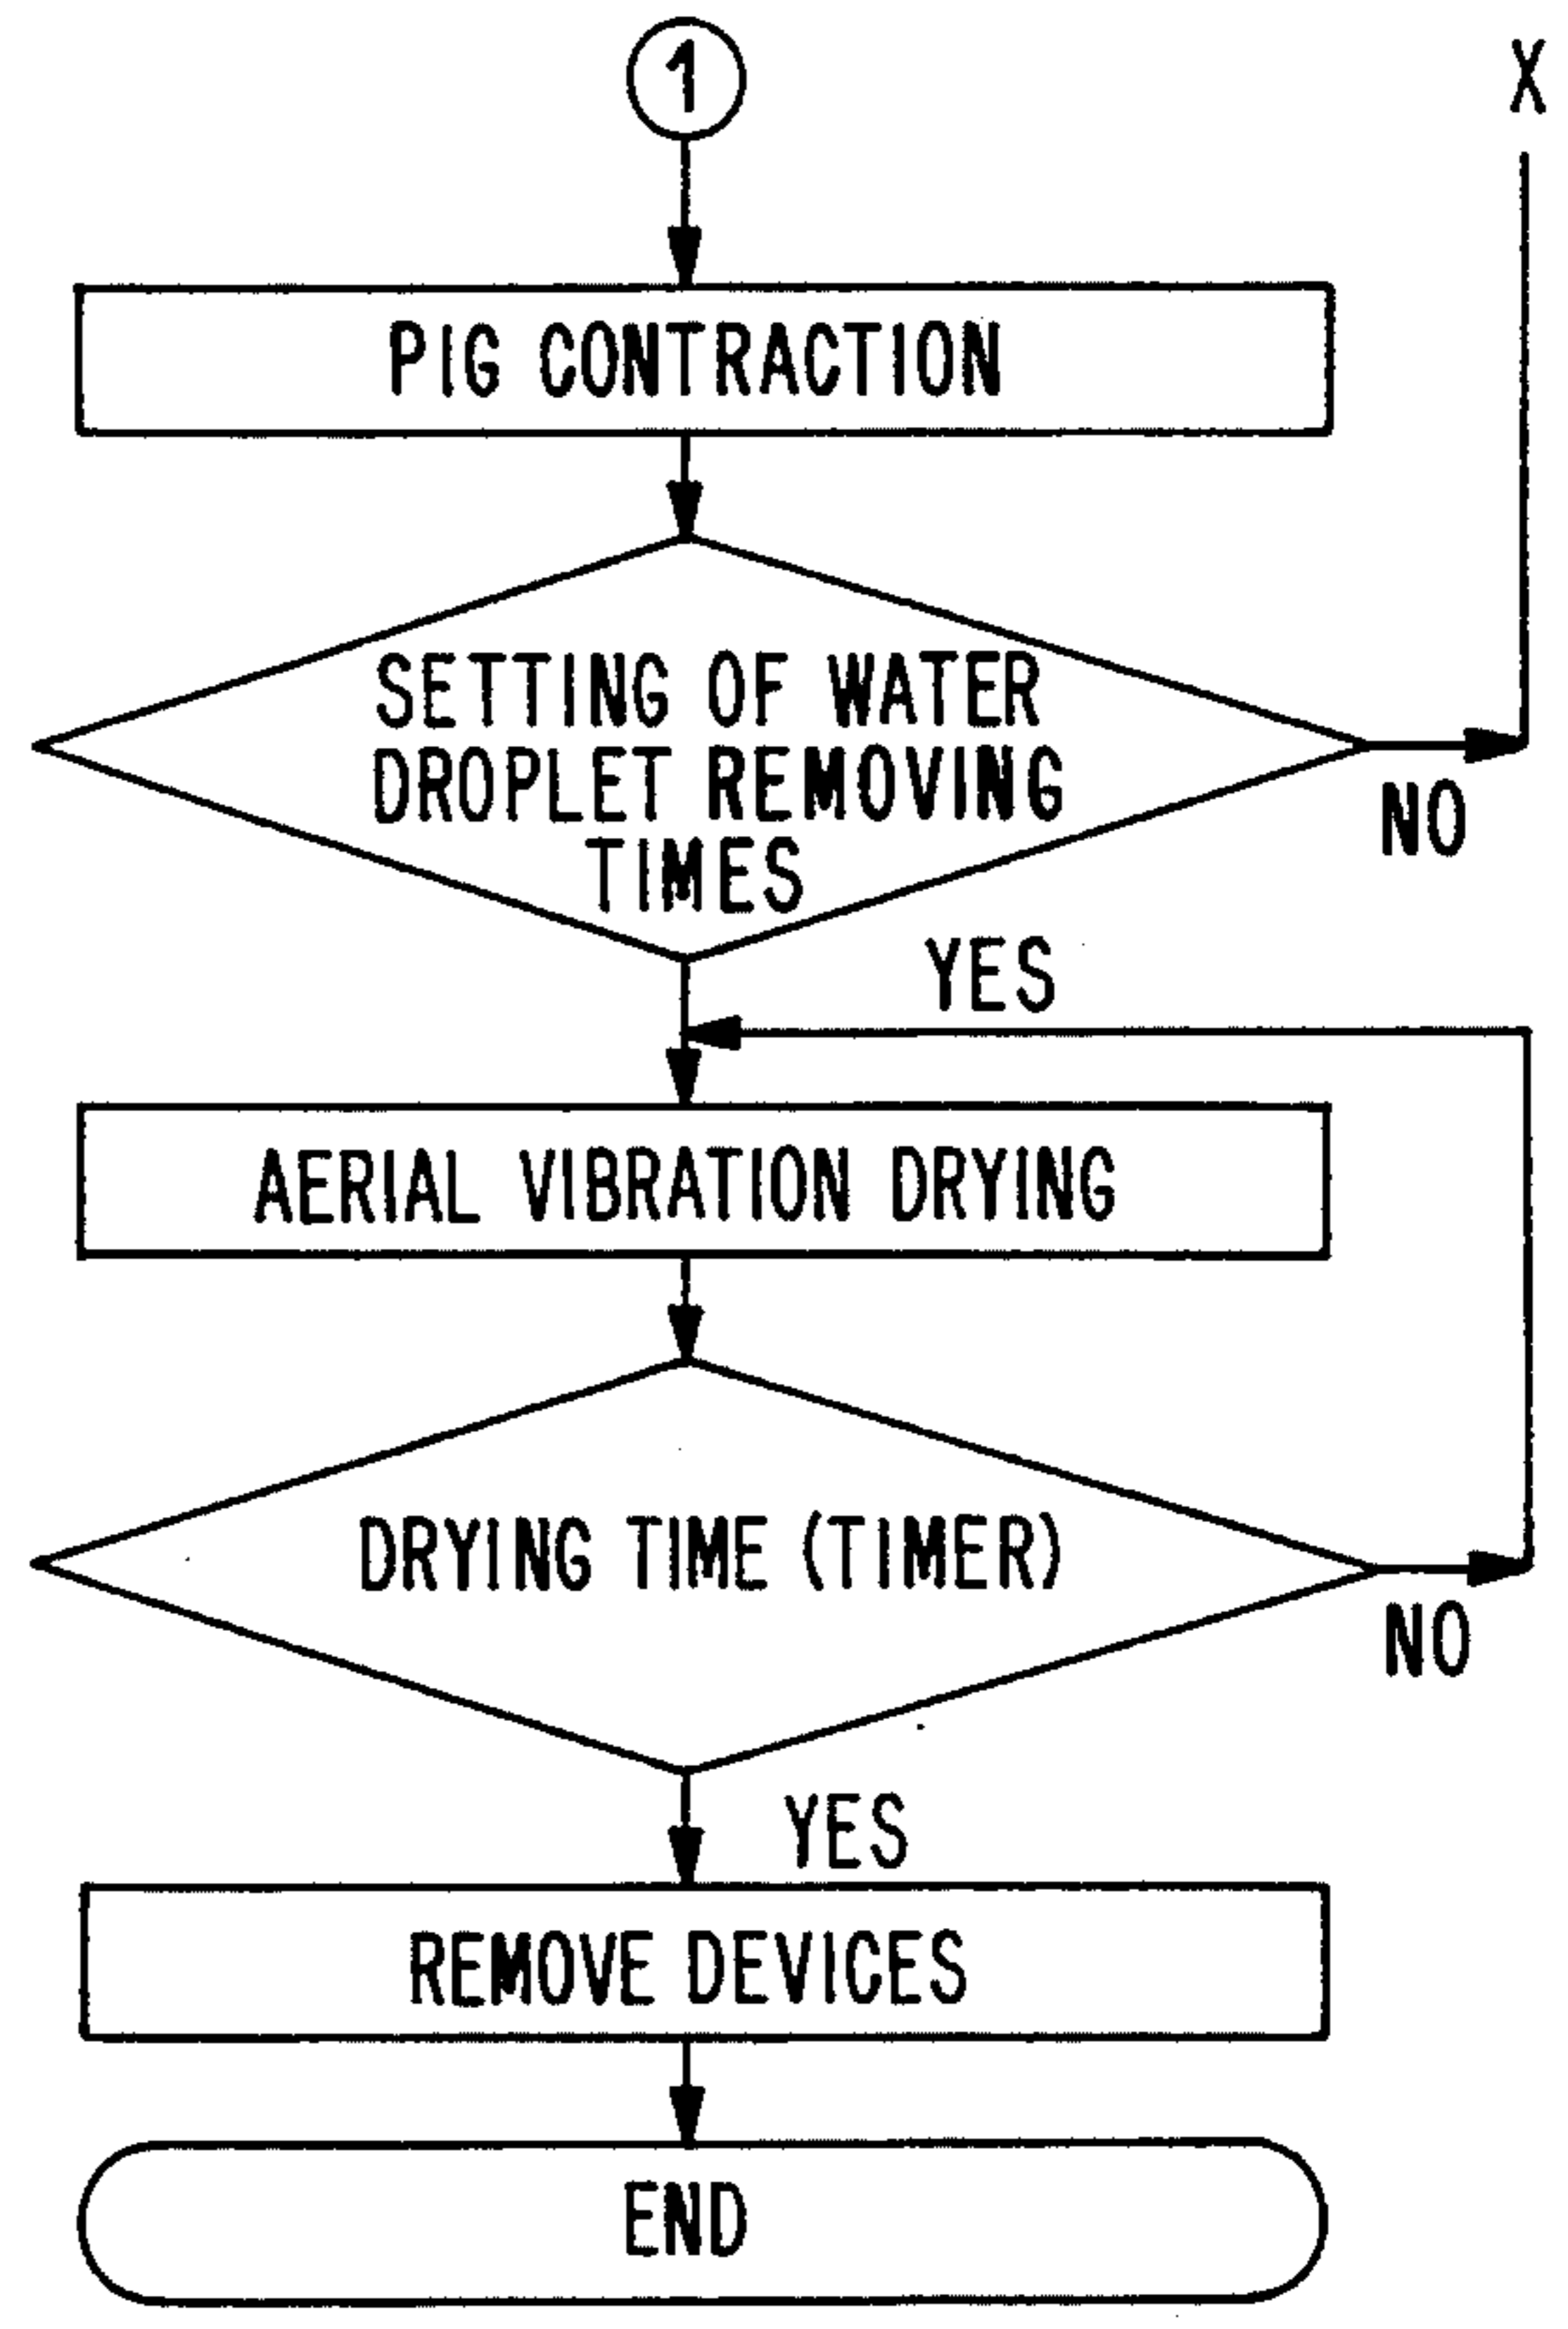 1
X
PIG CONTRACTION
SETTING OF WATER
DROPLET REMOVING
TIMES
NO
YES
AERIAL VIBRATION DRYING
DRYING TIME (TIMER)
NO
YES
REMOVE DEVICES
END